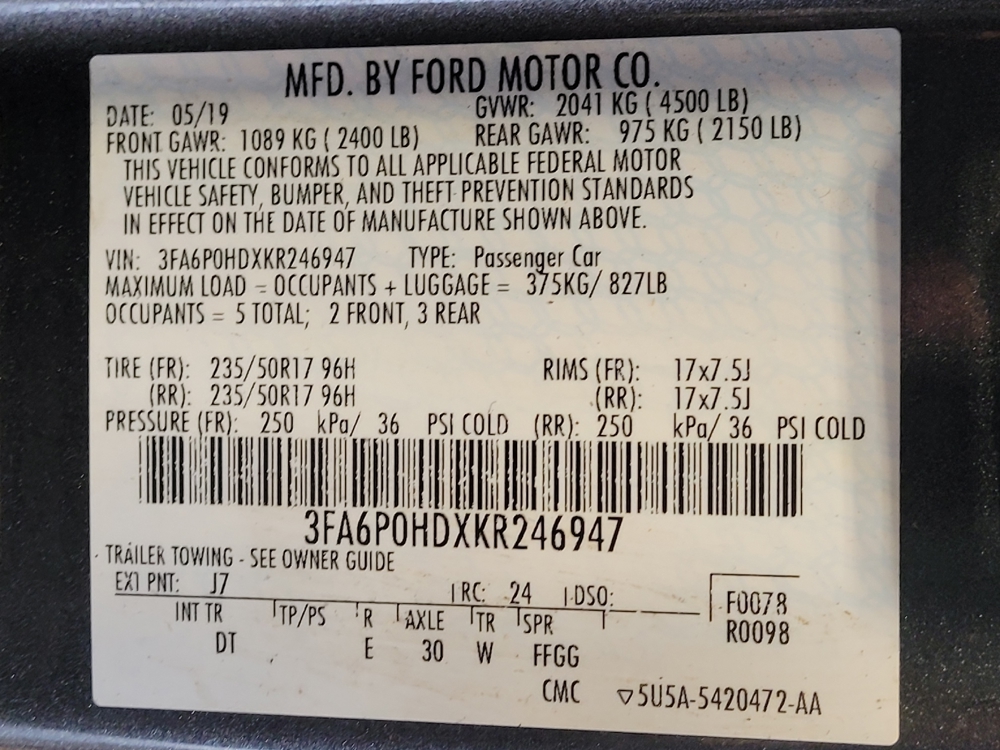 MFD. BY FORD MOTOR CO.
DATE: 05/19 GVWR: 2041 KG ( 4500 LB)
FRONT GAWR: 1089 KG ( 2400 LB) REAR GAWR: 975 KG ( 2150 LB)
THIS VEHICLE CONFORMS TO ALL APPLICABLE FEDERAL MOTOR
VEHICLE SAFETY, BUMPER, AND THEFT PREVENTION STANDARDS
IN EFFECT ON THE DATE OF MANUFACTURE SHOWN ABOVE.
VIN: 3FA6P0HDXKR246947 TYPE: Passenger Car
MAXIMUM LOAD = OCCUPANTS + LUGGAGE = 375KG/ 827LB
OCCUPANTS = 5 TOTAL; 2 FRONT, 3 REAR
TIRE (FR): 235/50R17 96H RIMS (FR): 17x7.5J
(RR): 235/50R17 96H (RR): 17x7.5J
PRESSURE (FR): 250 kPa/ 36 PSI COLD (RR): 250 kPa/ 36 PSI COLD
3FA6P0HDXKR246947
TRAILER TOWING - SEE OWNER GUIDE
EXT PNT: J7 RC: 24 DSO: F0078
INT TR TP/PS R AXLE TR SPR R0098
DT E 30 W FFGG
CMC ▽5U5A-5420472-AA